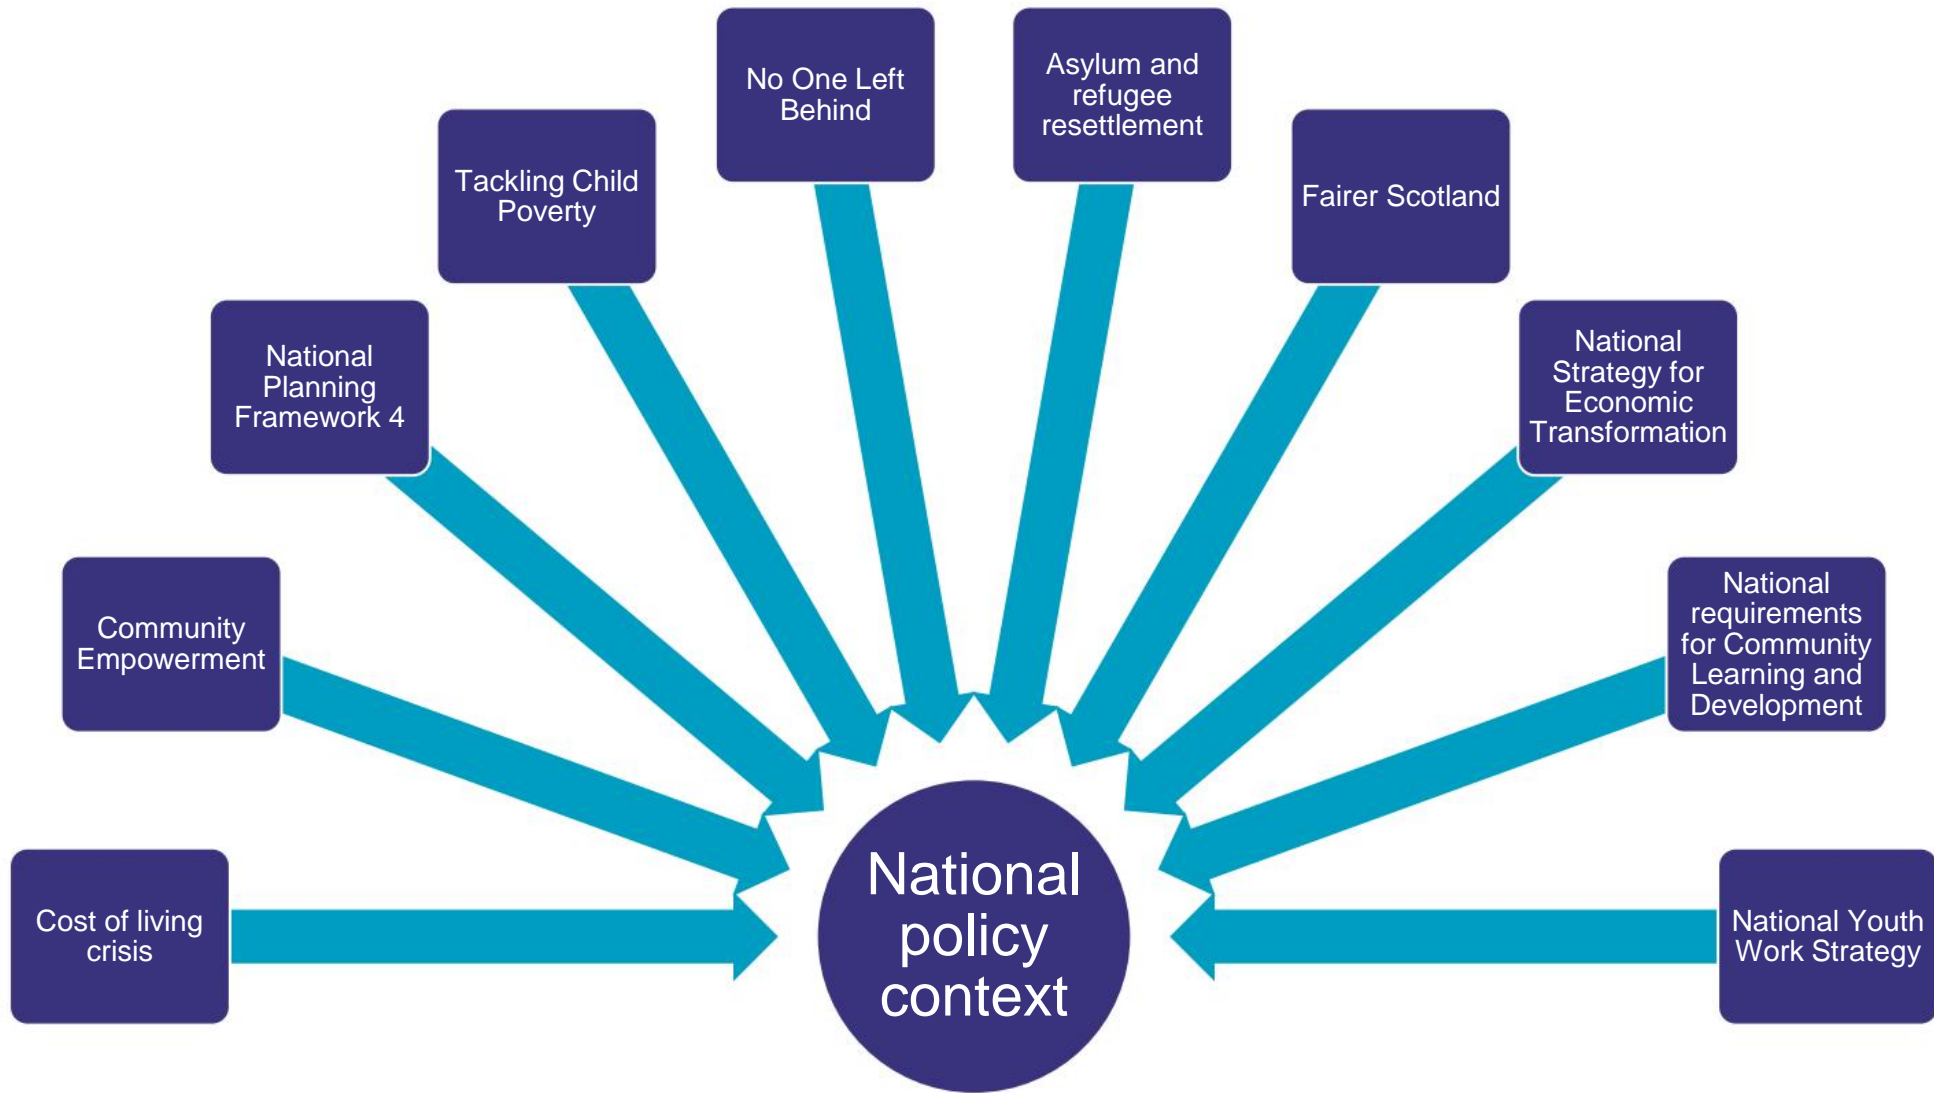 No One Left
Behind
Asylum and
refugee
resettlement
Tackling Child
Poverty
Fairer Scotland
National
Planning
Framework 4
National
Strategy for
Economic
Transformation
Community
Empowerment
National
requirements
for Community
Learning and
Development
Cost of living
crisis
National
policy
context
National Youth
Work Strategy